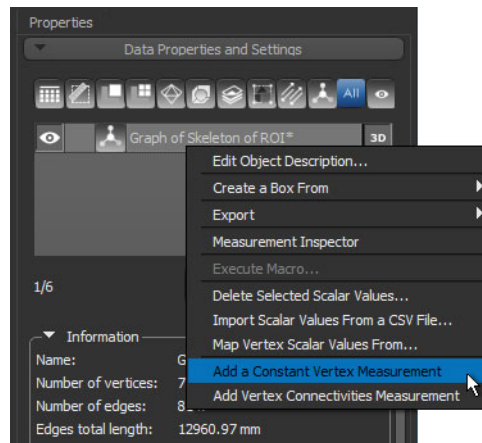 Properties
Data Properties and Settings
All
Graph of Skeleton of ROI*
3D
Edit Object Description...
Create a Box From
Export
Measurement Inspector
Execute Macro...
Delete Selected Scalar Values...
Import Scalar Values From a CSV File...
Map Vertex Scalar Values From...
Add a Constant Vertex Measurement
Add Vertex Connectivities Measurement
1/6
Information
Name:
Number of vertices:
Number of edges:
Edges total length: 12960.97 mm